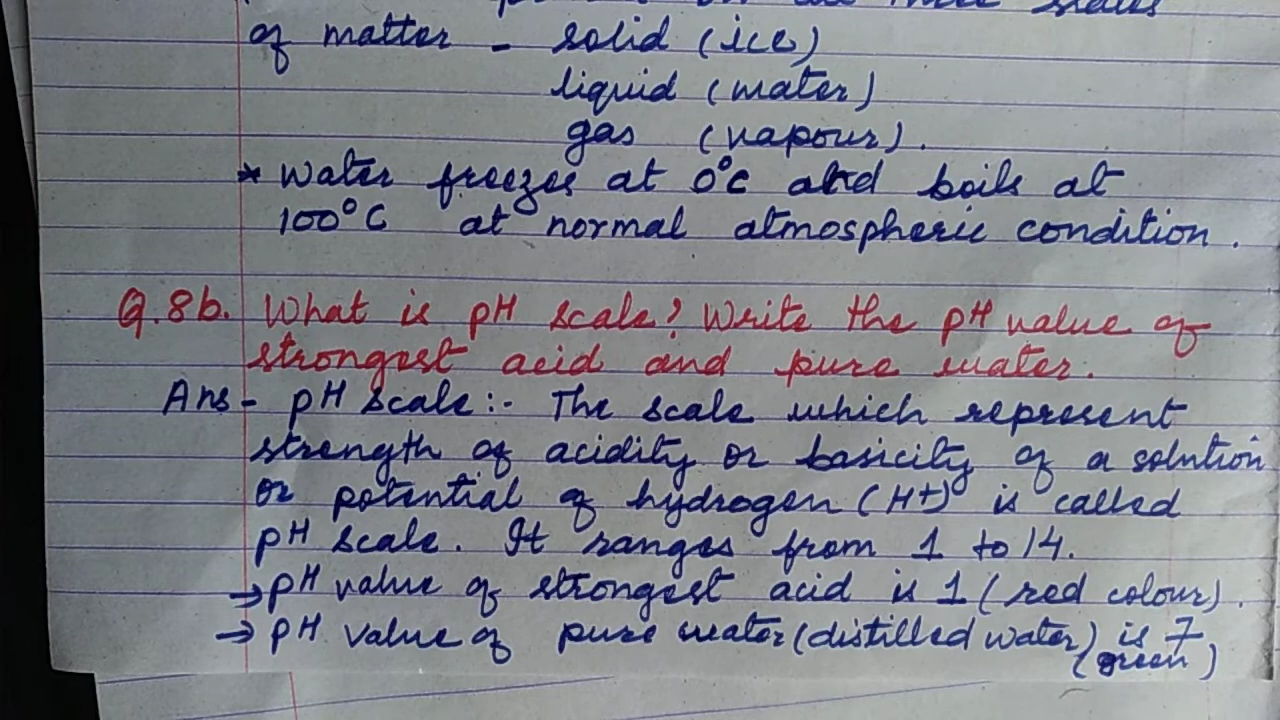 states
of matter - solid (ice)
liquid (water)
gas (vapour).
* Water freezes at 0°C and boils at
100°C at normal atmospheric condition.
Q.8b. What is pH scale? Write the pH value of
strongest acid and pure water.
Ans - pH Scale:- The scale which represent
strength of acidity or basicity of a solution
or potential of hydrogen (H+) is called
pH scale. It ranges from 1 to 14.
→ pH value of strongest acid is 1 (red colour).
→ pH value of pure water (distilled water) is 7
(green)